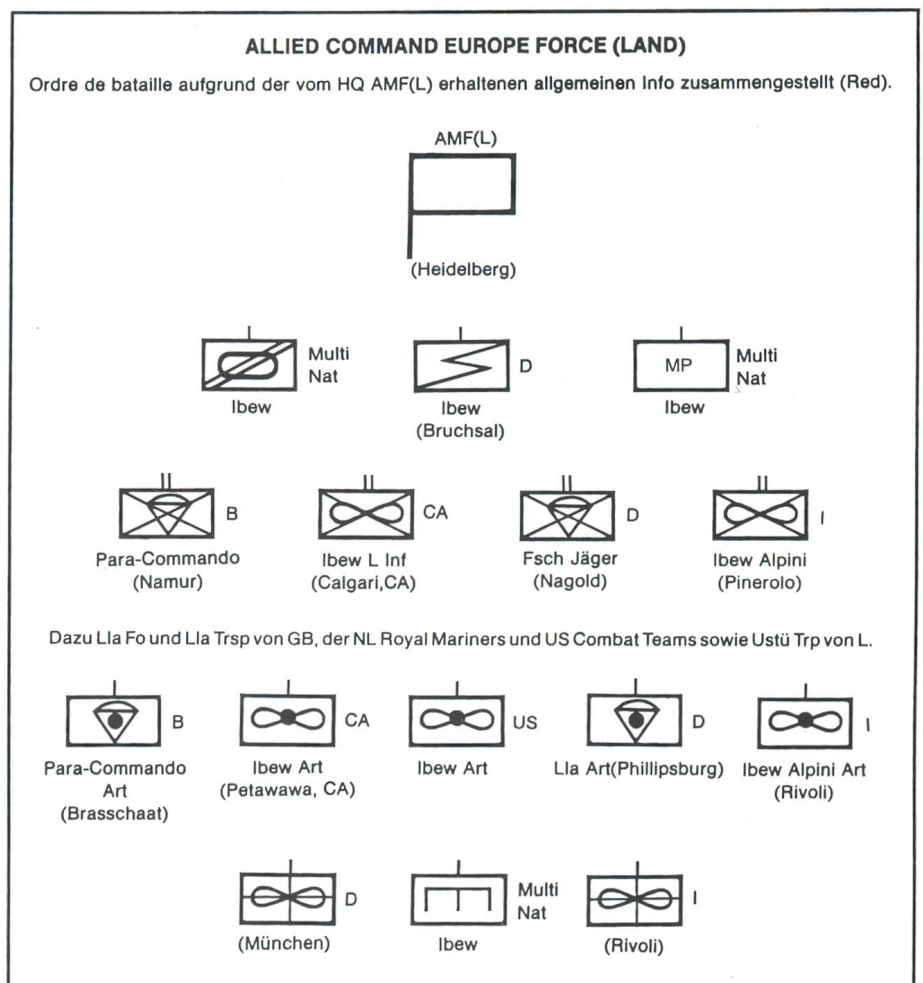 ALLIED COMMAND EUROPE FORCE (LAND)
Ordre de bataille aufgrund der vom HQ AMF(L) erhaltenen allgemeinen Info zusammengestellt (Red).
AMF(L)
(Heidelberg)
Multi
Nat
Ibew
D
Ibew
(Bruchsal)
MP
Multi
Nat
Ibew
B
Para-Commando
(Namur)
CA
Ibew L Inf
(Calgari,CA)
D
Fsch Jäger
(Nagold)
I
Ibew Alpini
(Pinerolo)
Dazu Lla Fo und Lla Trsp von GB, der NL Royal Mariners und US Combat Teams sowie Ustü Trp von L.
B
Para-Commando
Art
(Brasschaat)
CA
Ibew Art
(Petawawa, CA)
US
Ibew Art
D
Lla Art(Phillipsburg)
I
Ibew Alpini Art
(Rivoli)
D
(München)
Multi
Nat
Ibew
I
(Rivoli)